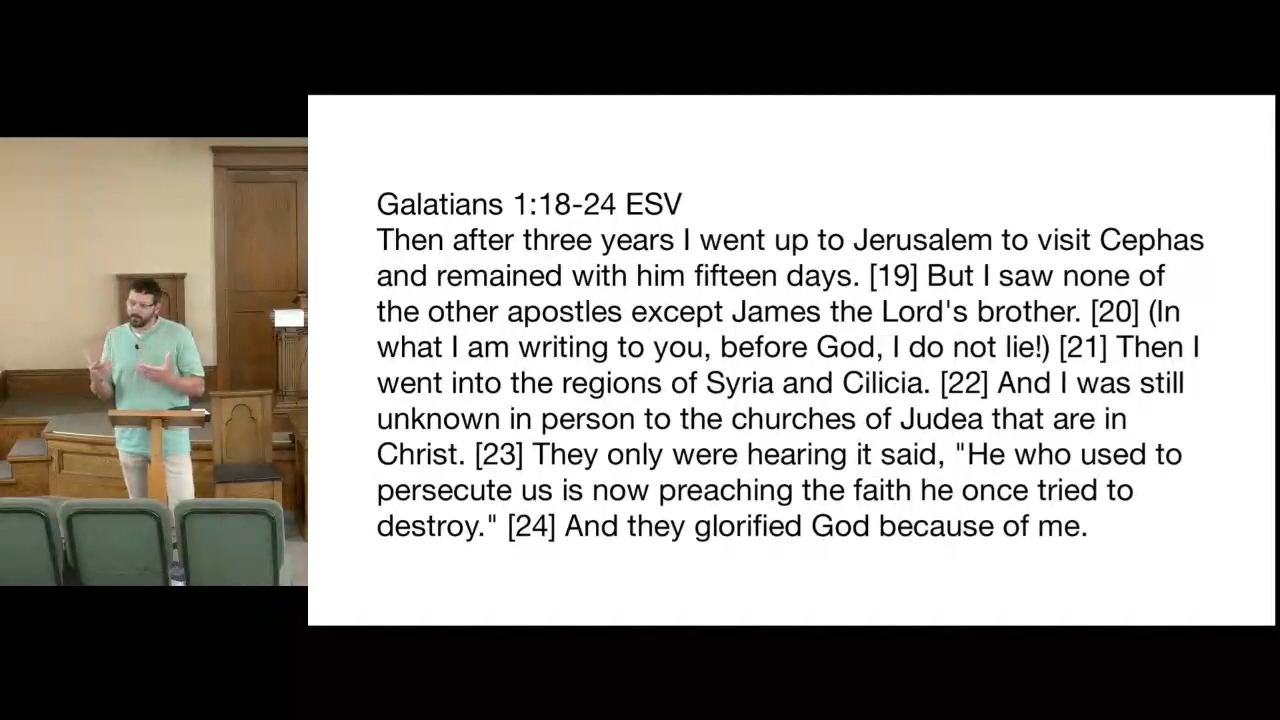 Galatians 1:18-24 ESV
Then after three years I went up to Jerusalem to visit Cephas
and remained with him fifteen days. [19] But I saw none of
the other apostles except James the Lord's brother. [20] (In
what I am writing to you, before God, I do not lie!) [21] Then I
went into the regions of Syria and Cilicia. [22] And I was still
unknown in person to the churches of Judea that are in
Christ. [23] They only were hearing it said, "He who used to
persecute us is now preaching the faith he once tried to
destroy." [24] And they glorified God because of me.